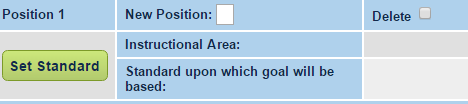 Position 1
New Position:
Delete
Instructional Area:
Set Standard
Standard upon which goal will be
based: